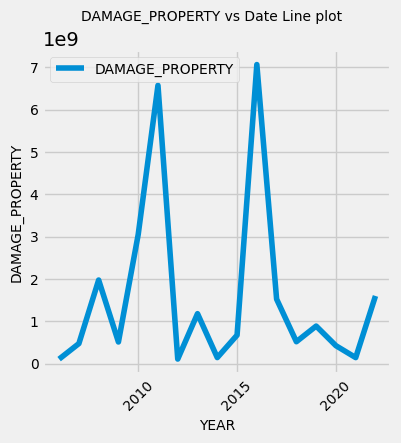 DAMAGE_PROPERTY vs Date Line plot
1e9
DAMAGE_PROPERTY
7
6
5
4
3
2
1
0
DAMAGE_PROPERTY
2010
2015
2020
YEAR